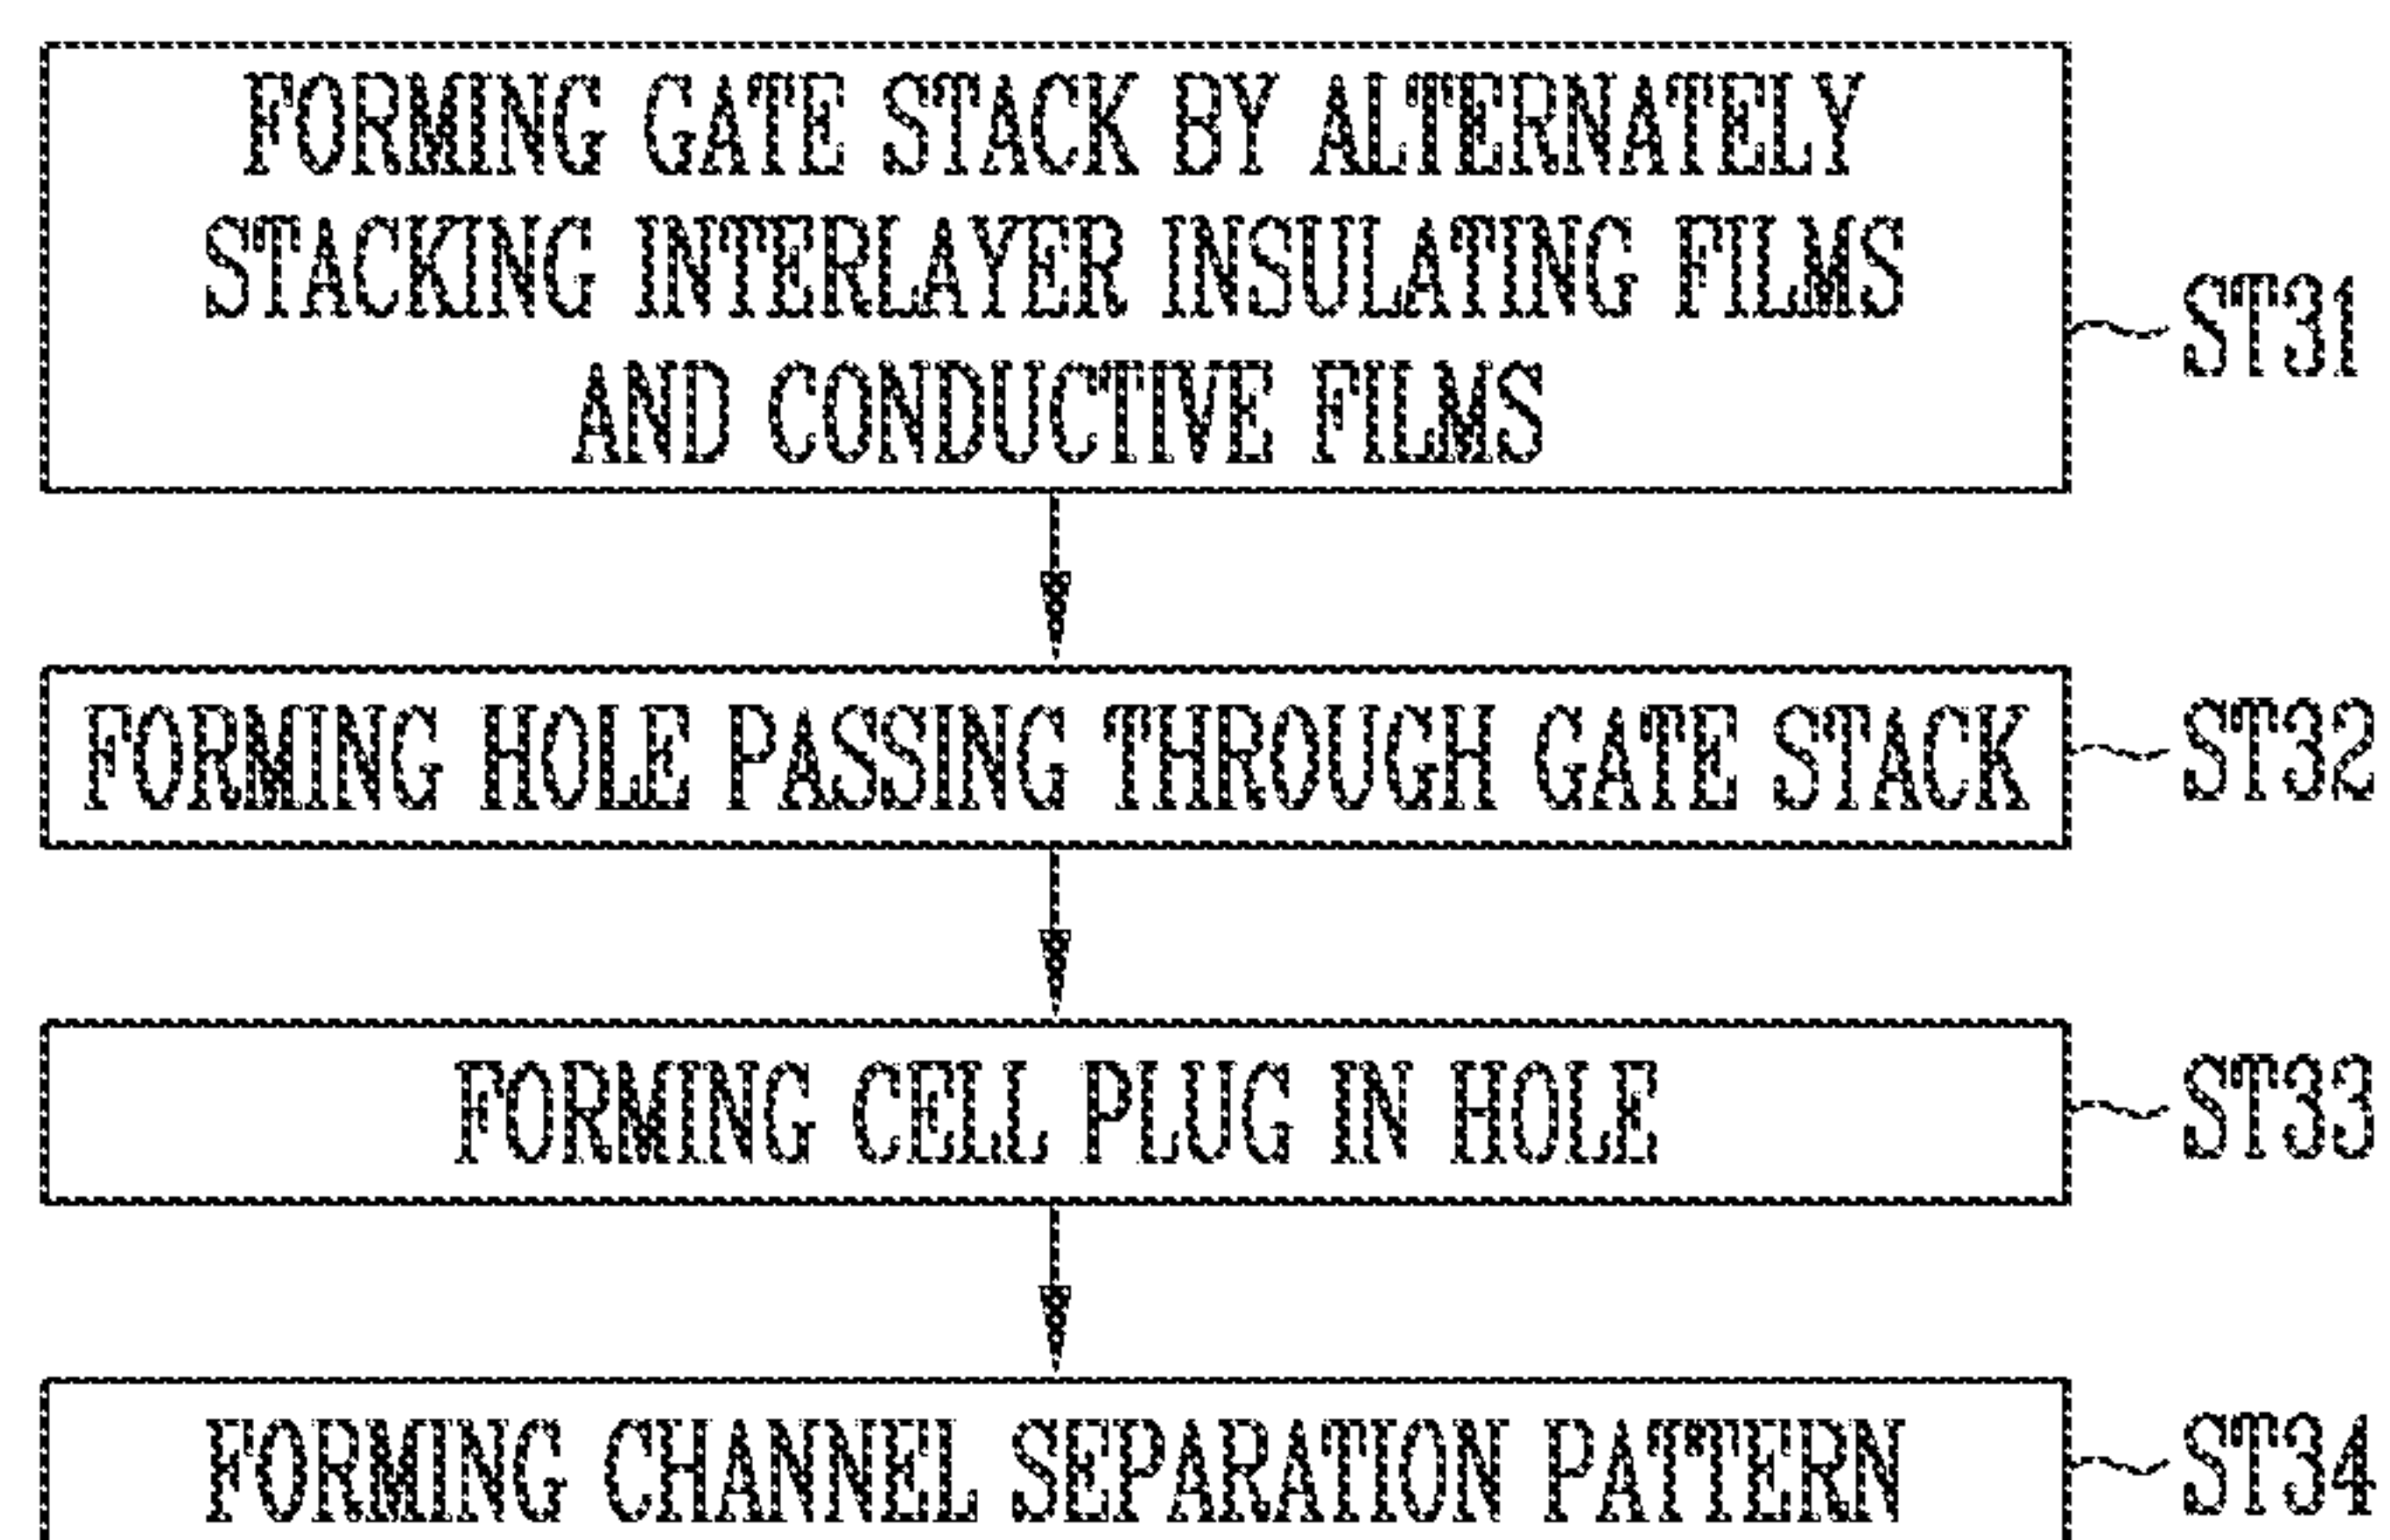 FORMING GATE STACK BY ALTERNATELY
STACKING INTERLAYER INSULATING FILMS
AND CONDUCTIVE FILMS
ST31
FORMING HOLE PASSING THROUGH GATE STACK
ST32
FORMING CELL PLUG IN HOLE
ST33
FORMING CHANNEL SEPARATION PATTERN
ST34